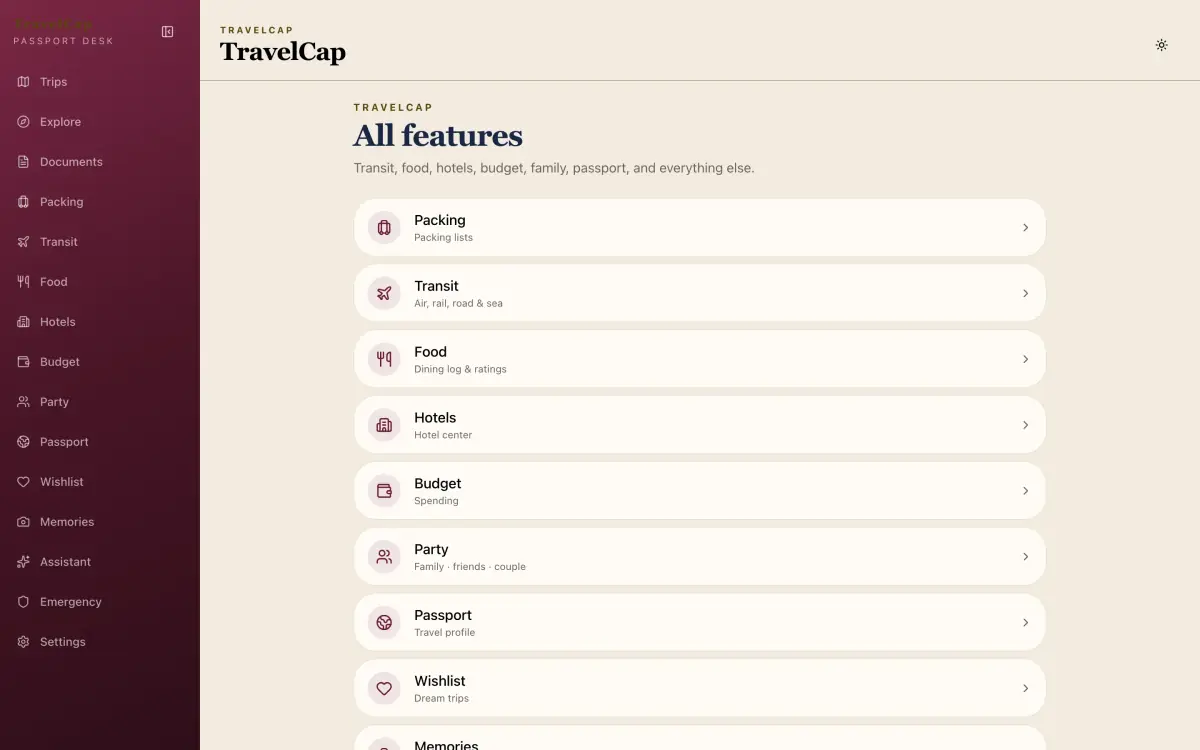 PASSPORT DESK
Trips
Explore
Documents
Packing
Transit
Food
Hotels
Budget
Party
Passport
Wishlist
Memories
Assistant
Emergency
Settings
TRAVELCAP
TravelCap
TRAVELCAP
All features
Transit, food, hotels, budget, family, passport, and everything else.
Packing
Packing lists
Transit
Air, rail, road & sea
Food
Dining log & ratings
Hotels
Hotel center
Budget
Spending
Party
Family · friends · couple
Passport
Travel profile
Wishlist
Dream trips
Memories